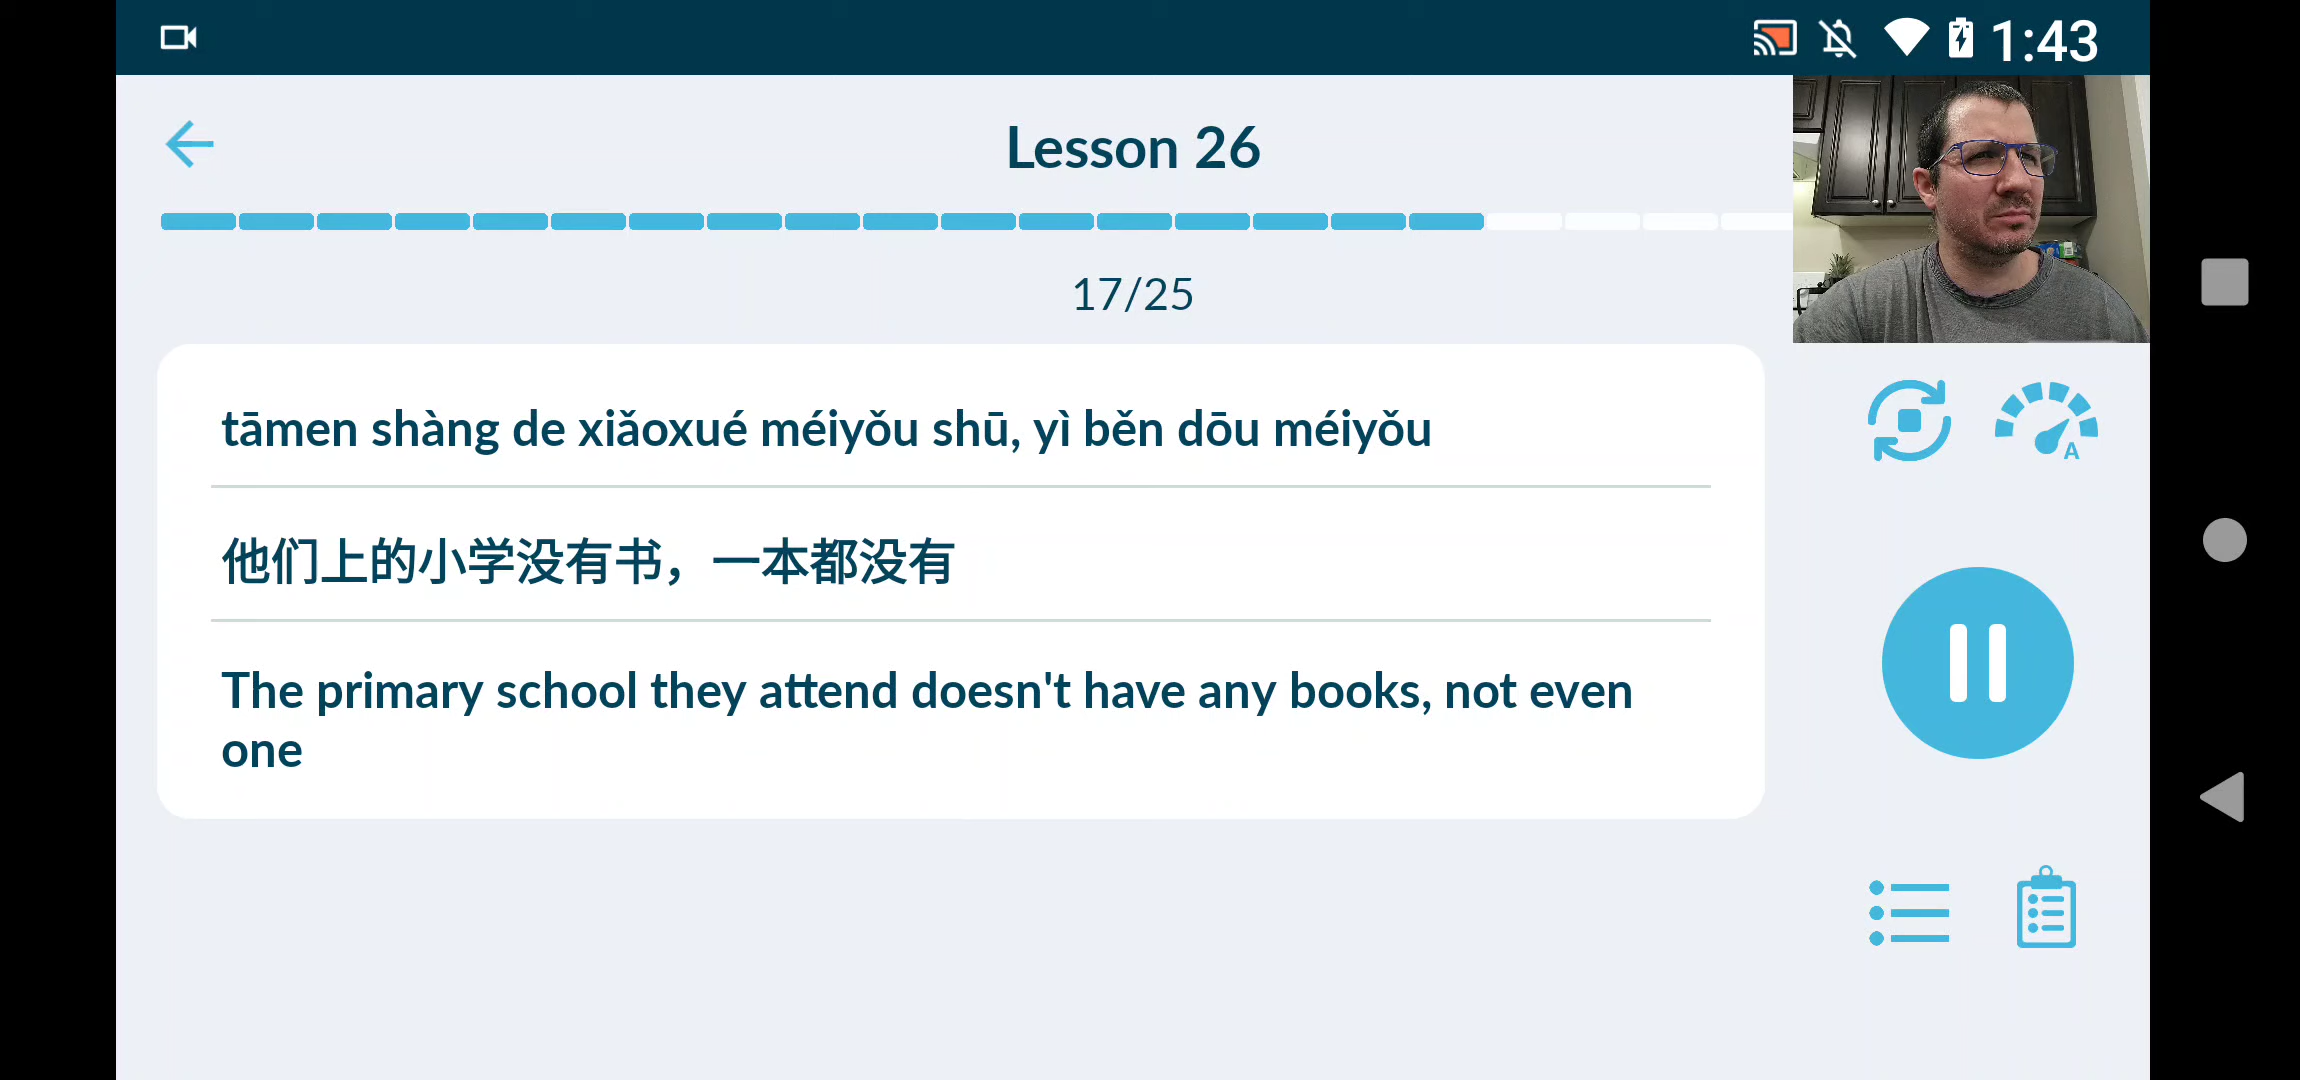 1:43
Lesson 26
17/25
tāmen shàng de xiǎoxué méiyǒu shū, yì běn dōu méiyǒu
他们上的小学没有书，一本都没有
The primary school they attend doesn't have any books, not even
one
A